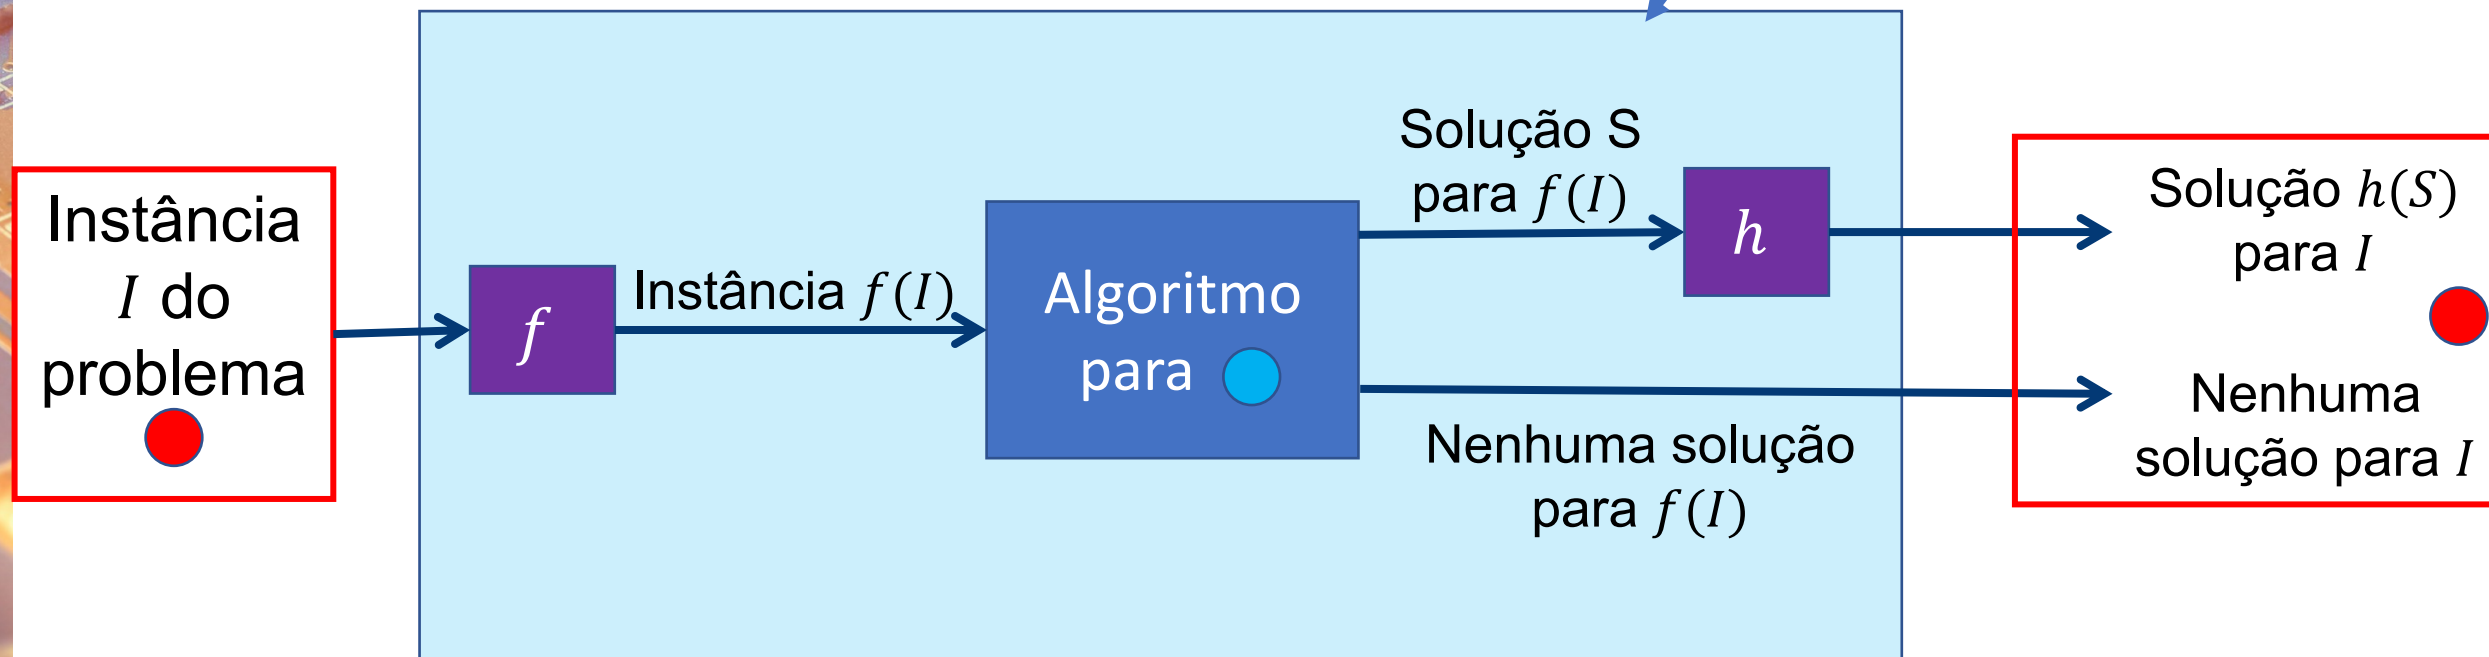 Instância
I do
problema
f
Instância f(I)
Algoritmo
para
Solução S
para f(I)
h
Nenhuma solução
para f(I)
Solução h(S)
para I
Nenhuma
solução para I